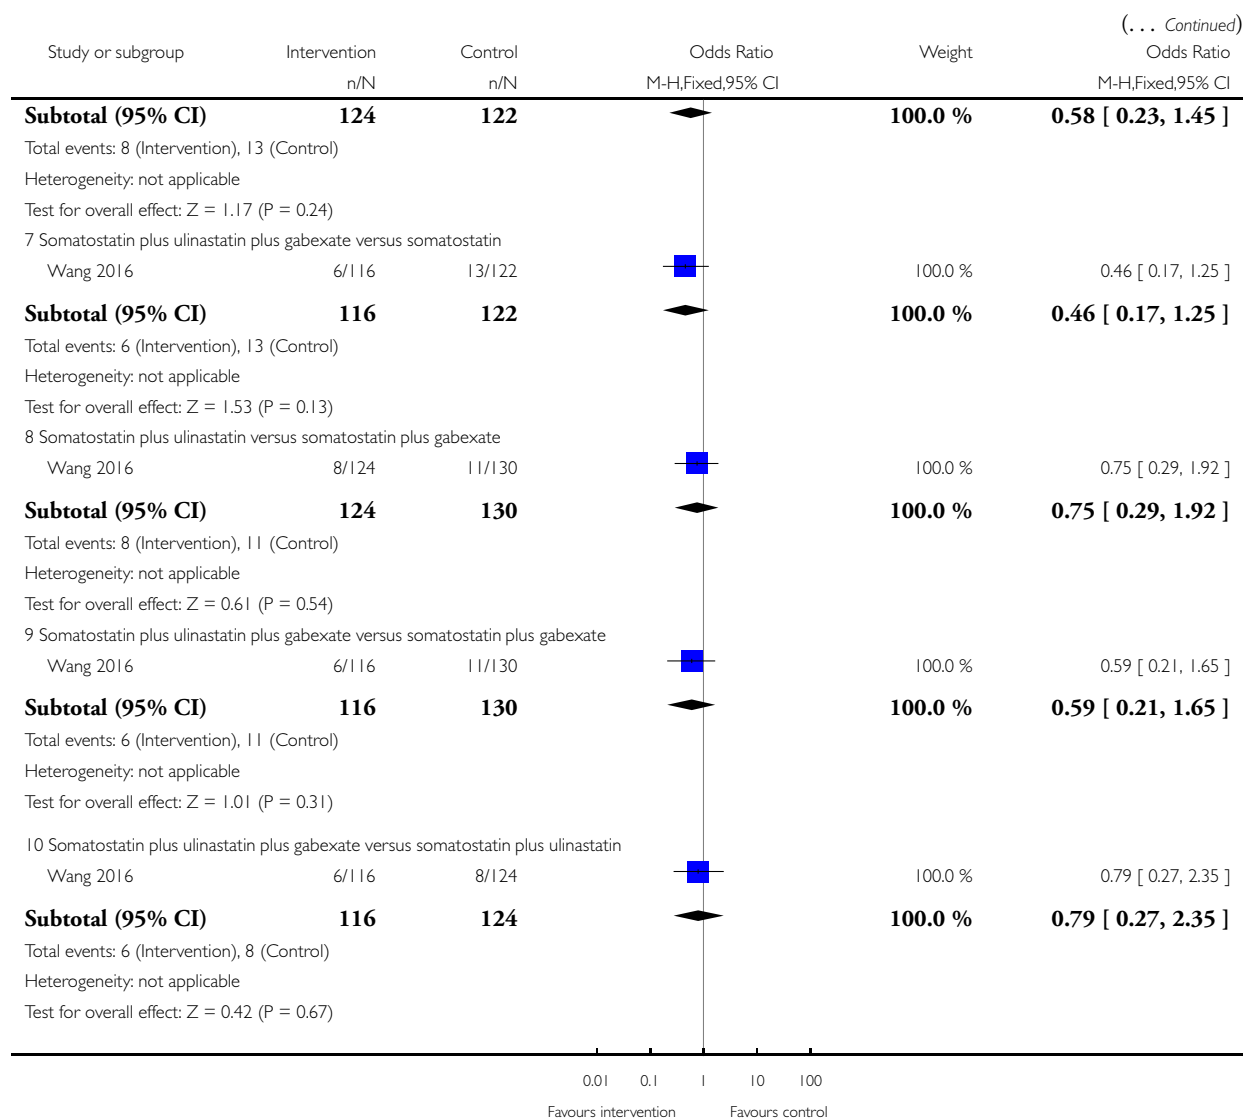 (... Continued)
Study or subgroup Intervention Control Odds Ratio Weight Odds Ratio
n/N n/N M-H,Fixed,95% CI M-H,Fixed,95% CI
Subtotal (95% CI) 124 122 100.0 % 0.58 [ 0.23, 1.45 ]
Total events: 8 (Intervention), 13 (Control)
Heterogeneity: not applicable
Test for overall effect: Z = 1.17 (P = 0.24)
7 Somatostatin plus ulinastatin plus gabexate versus somatostatin
Wang 2016 6/116 13/122 100.0 % 0.46 [ 0.17, 1.25 ]
Subtotal (95% CI) 116 122 100.0 % 0.46 [ 0.17, 1.25 ]
Total events: 6 (Intervention), 13 (Control)
Heterogeneity: not applicable
Test for overall effect: Z = 1.53 (P = 0.13)
8 Somatostatin plus ulinastatin versus somatostatin plus gabexate
Wang 2016 8/124 11/130 100.0 % 0.75 [ 0.29, 1.92 ]
Subtotal (95% CI) 124 130 100.0 % 0.75 [ 0.29, 1.92 ]
Total events: 8 (Intervention), 11 (Control)
Heterogeneity: not applicable
Test for overall effect: Z = 0.61 (P = 0.54)
9 Somatostatin plus ulinastatin plus gabexate versus somatostatin plus gabexate
Wang 2016 6/116 11/130 100.0 % 0.59 [ 0.21, 1.65 ]
Subtotal (95% CI) 116 130 100.0 % 0.59 [ 0.21, 1.65 ]
Total events: 6 (Intervention), 11 (Control)
Heterogeneity: not applicable
Test for overall effect: Z = 1.01 (P = 0.31)
10 Somatostatin plus ulinastatin plus gabexate versus somatostatin plus ulinastatin
Wang 2016 6/116 8/124 100.0 % 0.79 [ 0.27, 2.35 ]
Subtotal (95% CI) 116 124 100.0 % 0.79 [ 0.27, 2.35 ]
Total events: 6 (Intervention), 8 (Control)
Heterogeneity: not applicable
Test for overall effect: Z = 0.42 (P = 0.67)
0.01 0.1 1 10 100
Favours intervention Favours control